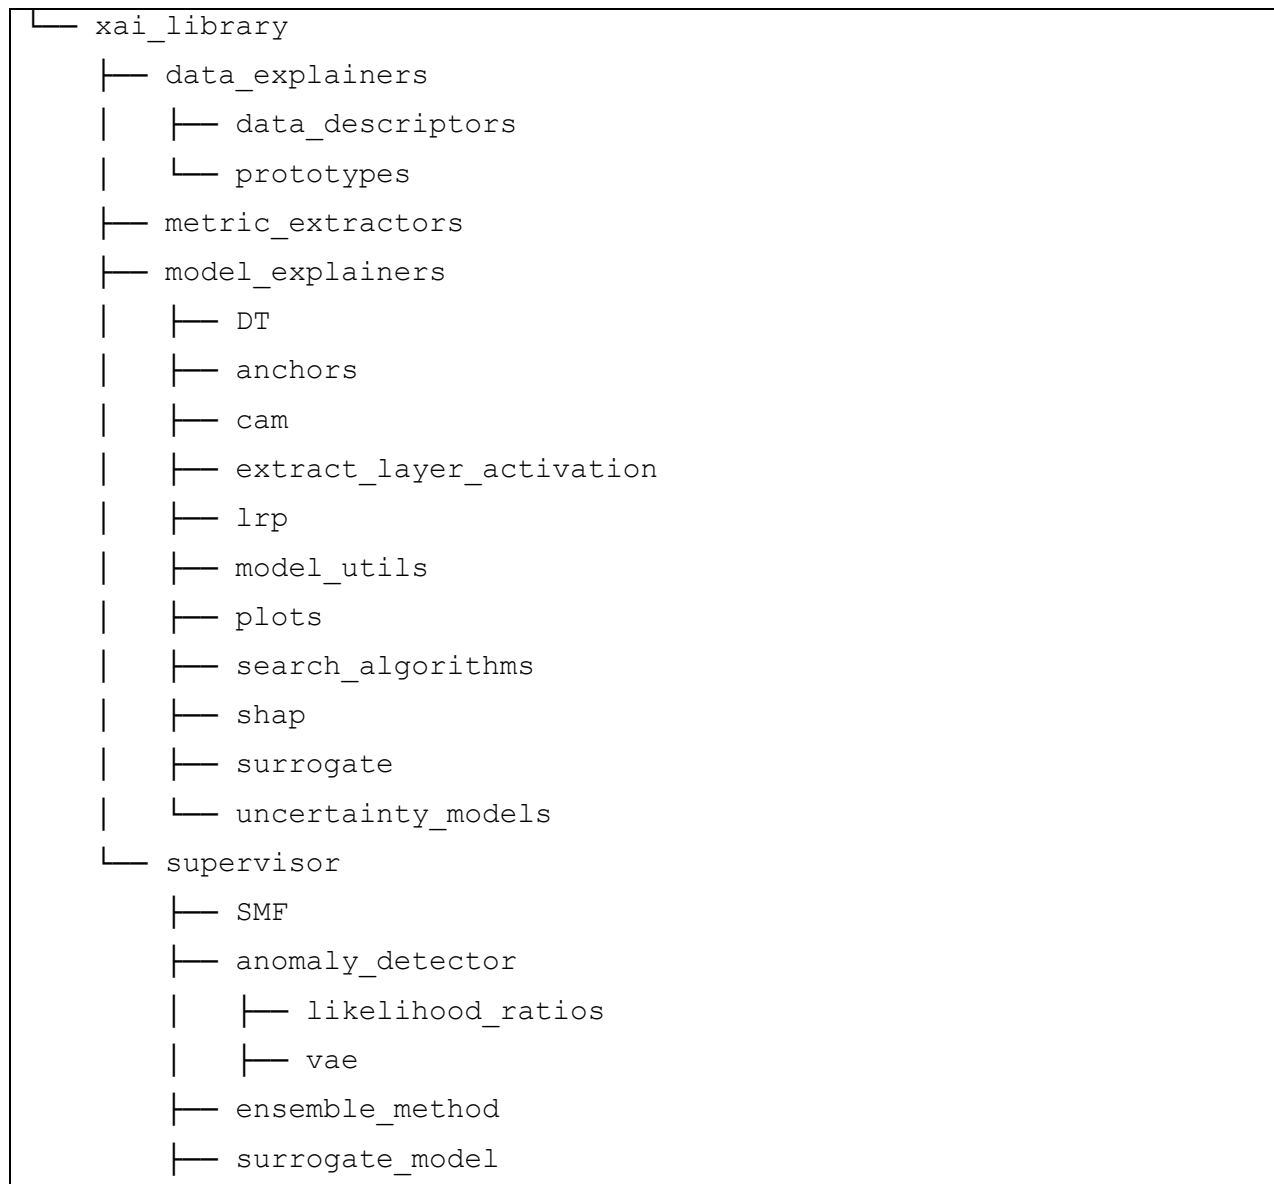 └── xai_library
    ├── data_explainers
    │   ├── data_descriptors
    │   └── prototypes
    ├── metric_extractors
    ├── model_explainers
    │   ├── DT
    │   ├── anchors
    │   ├── cam
    │   ├── extract_layer_activation
    │   ├── lrp
    │   ├── model_utils
    │   ├── plots
    │   ├── search_algorithms
    │   ├── shap
    │   ├── surrogate
    │   └── uncertainty_models
    └── supervisor
        ├── SMF
        ├── anomaly_detector
        │   ├── likelihood_ratios
        │   ├── vae
        ├── ensemble_method
        ├── surrogate_model